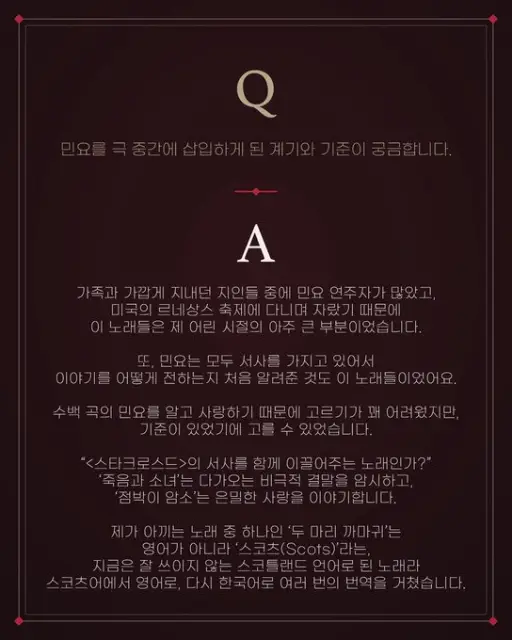 Q
민요를 극 중간에 삽입하게 된 계기와 기준이 궁금합니다.
A
가족과 가깝게 지내던 지인들 중에 민요 연주자가 많았고,
미국의 르네상스 축제에 다니며 자랐기 때문에
이 노래들은 제 어린 시절의 아주 큰 부분이었습니다.
또, 민요는 모두 서사를 가지고 있어서
이야기를 어떻게 전하는지 처음 알려준 것도 이 노래들이었어요.
수백 곡의 민요를 알고 사랑하기 때문에 고르기가 꽤 어려웠지만,
기준이 있었기에 고를 수 있었습니다.
“<스타크로스드>의 서사를 함께 이끌어주는 노래인가?”
‘죽음과 소녀’는 다가오는 비극적 결말을 암시하고,
‘점박이 암소’는 은밀한 사랑을 이야기합니다.
제가 아끼는 노래 중 하나인 ‘두 마리 까마귀’는
영어가 아니라 ‘스코츠(Scots)’라는,
지금은 잘 쓰이지 않는 스코틀랜드 언어로 된 노래라
스코츠어에서 영어로, 다시 한국어로 여러 번의 번역을 거쳤습니다.